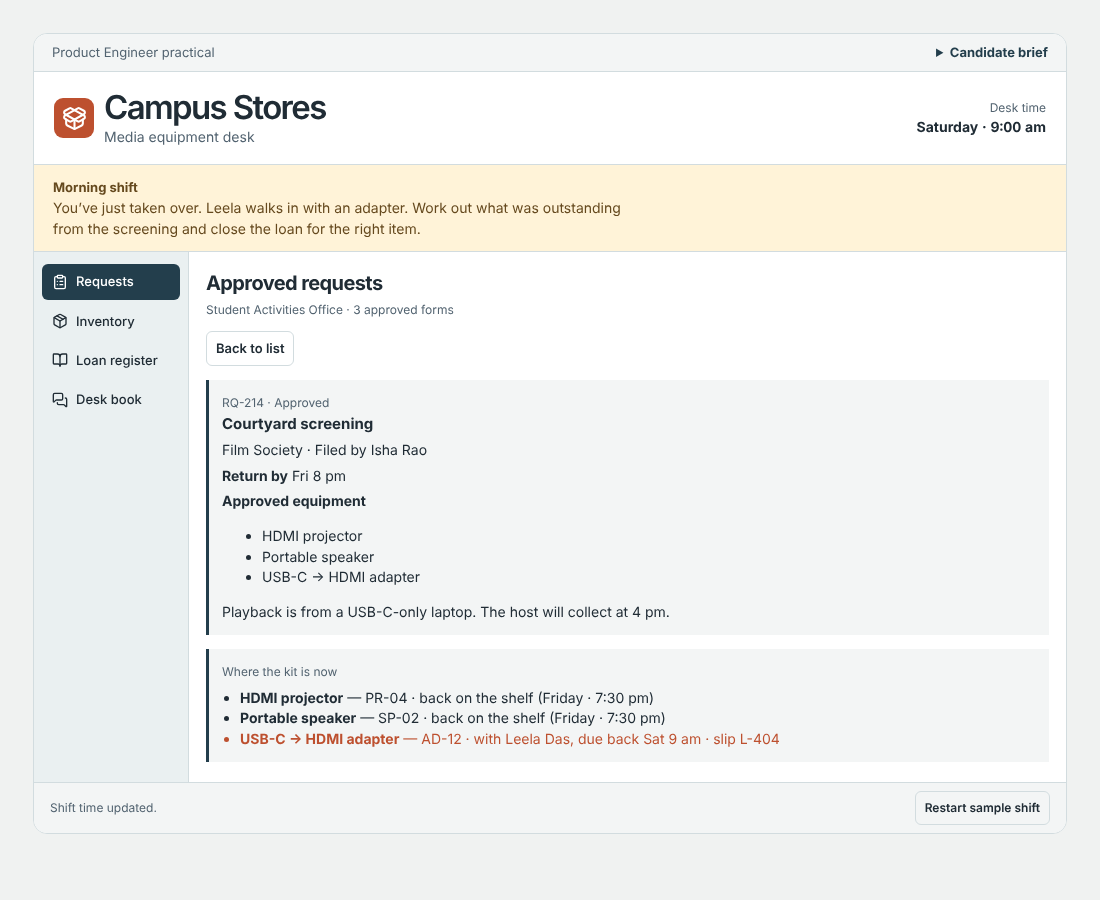 Product Engineer practical
Candidate brief
Campus Stores
Media equipment desk
Desk time
Saturday · 9:00 am
Morning shift
You’ve just taken over. Leela walks in with an adapter. Work out what was outstanding
from the screening and close the loan for the right item.
Requests
Inventory
Loan register
Desk book
Approved requests
Student Activities Office · 3 approved forms
Back to list
RQ-214 · Approved
Courtyard screening
Film Society · Filed by Isha Rao
Return by Fri 8 pm
Approved equipment
• HDMI projector
• Portable speaker
• USB-C → HDMI adapter
Playback is from a USB-C-only laptop. The host will collect at 4 pm.
Where the kit is now
• HDMI projector — PR-04 · back on the shelf (Friday · 7:30 pm)
• Portable speaker — SP-02 · back on the shelf (Friday · 7:30 pm)
• USB-C → HDMI adapter — AD-12 · with Leela Das, due back Sat 9 am · slip L-404
Shift time updated.
Restart sample shift